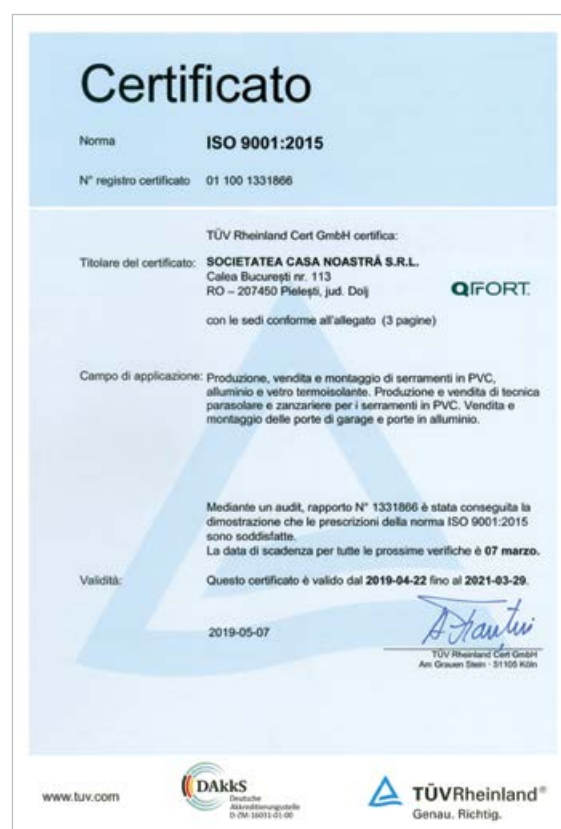 Certificato
Norma ISO 9001:2015
N° registro certificato 01 100 1331866
TÜV Rheinland Cert GmbH certifica:
Titolare del certificato: SOCIETATEA CASA NOASTRĂ S.R.L.
Calea Bucureşti nr. 113
RO – 207450 Pieleşti, jud. Dolj
QFORT
con le sedi conforme all'allegato (3 pagine)
Campo di applicazione: Produzione, vendita e montaggio di serramenti in PVC,
alluminio e vetro termoisolante. Produzione e vendita di tecnica
parasolare e zanzariere per i serramenti in PVC. Vendita e
montaggio delle porte di garage e porte in alluminio.
Mediante un audit, rapporto N° 1331866 è stata conseguita la
dimostrazione che le prescrizioni della norma ISO 9001:2015
sono soddisfatte.
La data di scadenza per tutte le prossime verifiche è 07 marzo.
Validità: Questo certificato è valido dal 2019-04-22 fino al 2021-03-29.
2019-05-07
TÜV Rheinland Cert GmbH
Am Grauen Stein · 51105 Köln
www.tuv.com
DAkkS
Deutsche
Akkreditierungsstelle
D-ZM-16031-01-00
TÜVRheinland®
Genau. Richtig.